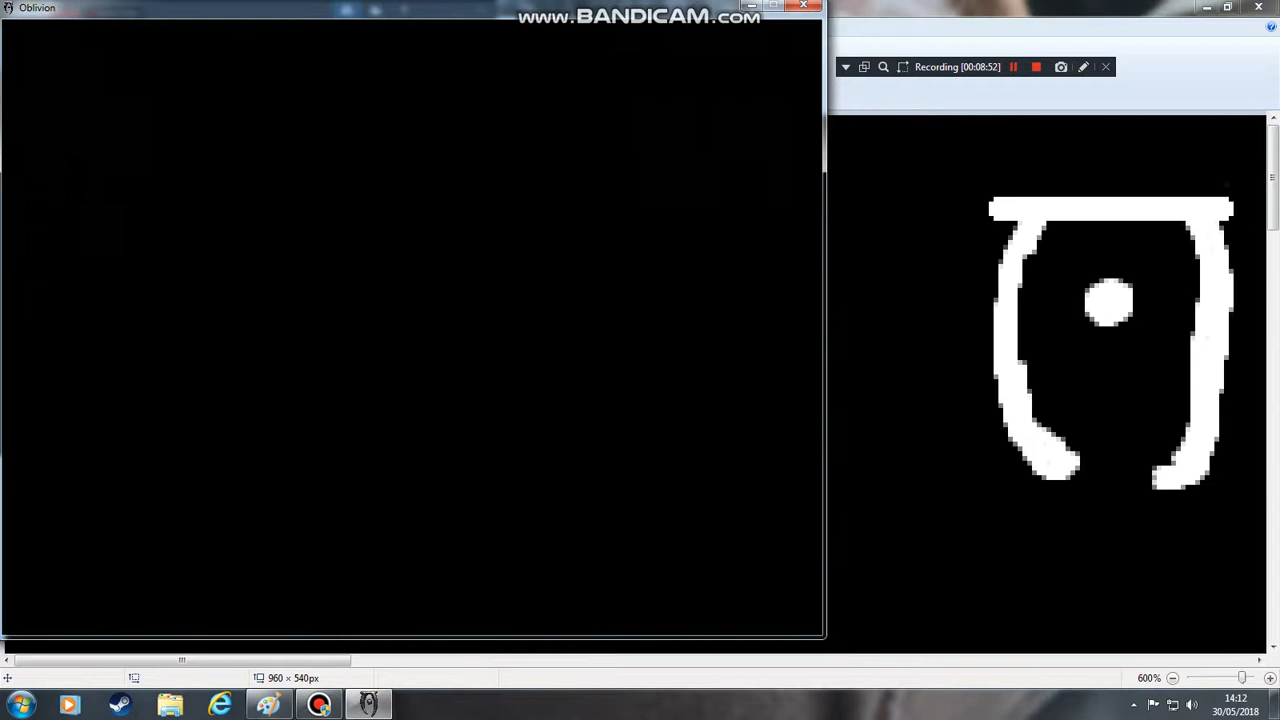 Oblivion
www.BANDICAM.com
Recording [00:08:52]
960 × 540px
600%
14:12
30/05/2018